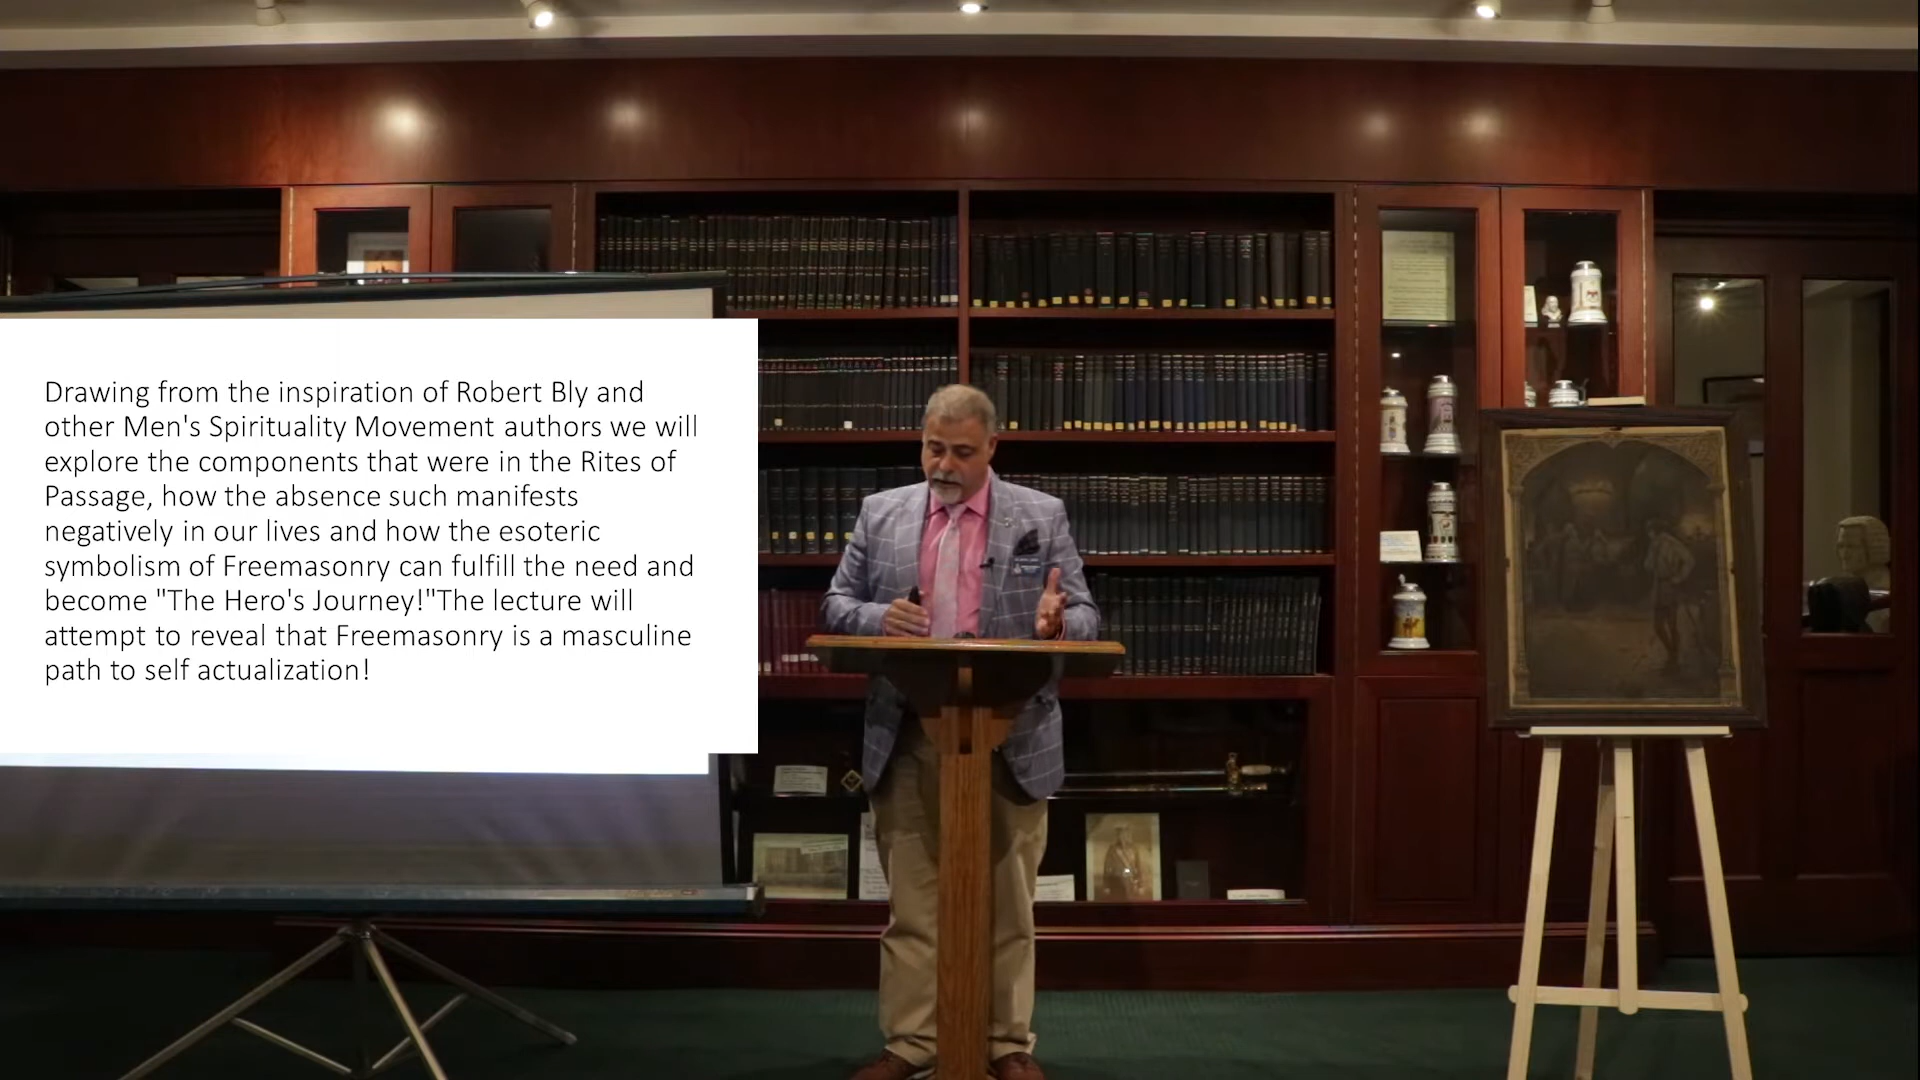 Drawing from the inspiration of Robert Bly and
other Men's Spirituality Movement authors we will
explore the components that were in the Rites of
Passage, how the absence such manifests
negatively in our lives and how the esoteric
symbolism of Freemasonry can fulfill the need and
become "The Hero's Journey!"The lecture will
attempt to reveal that Freemasonry is a masculine
path to self actualization!